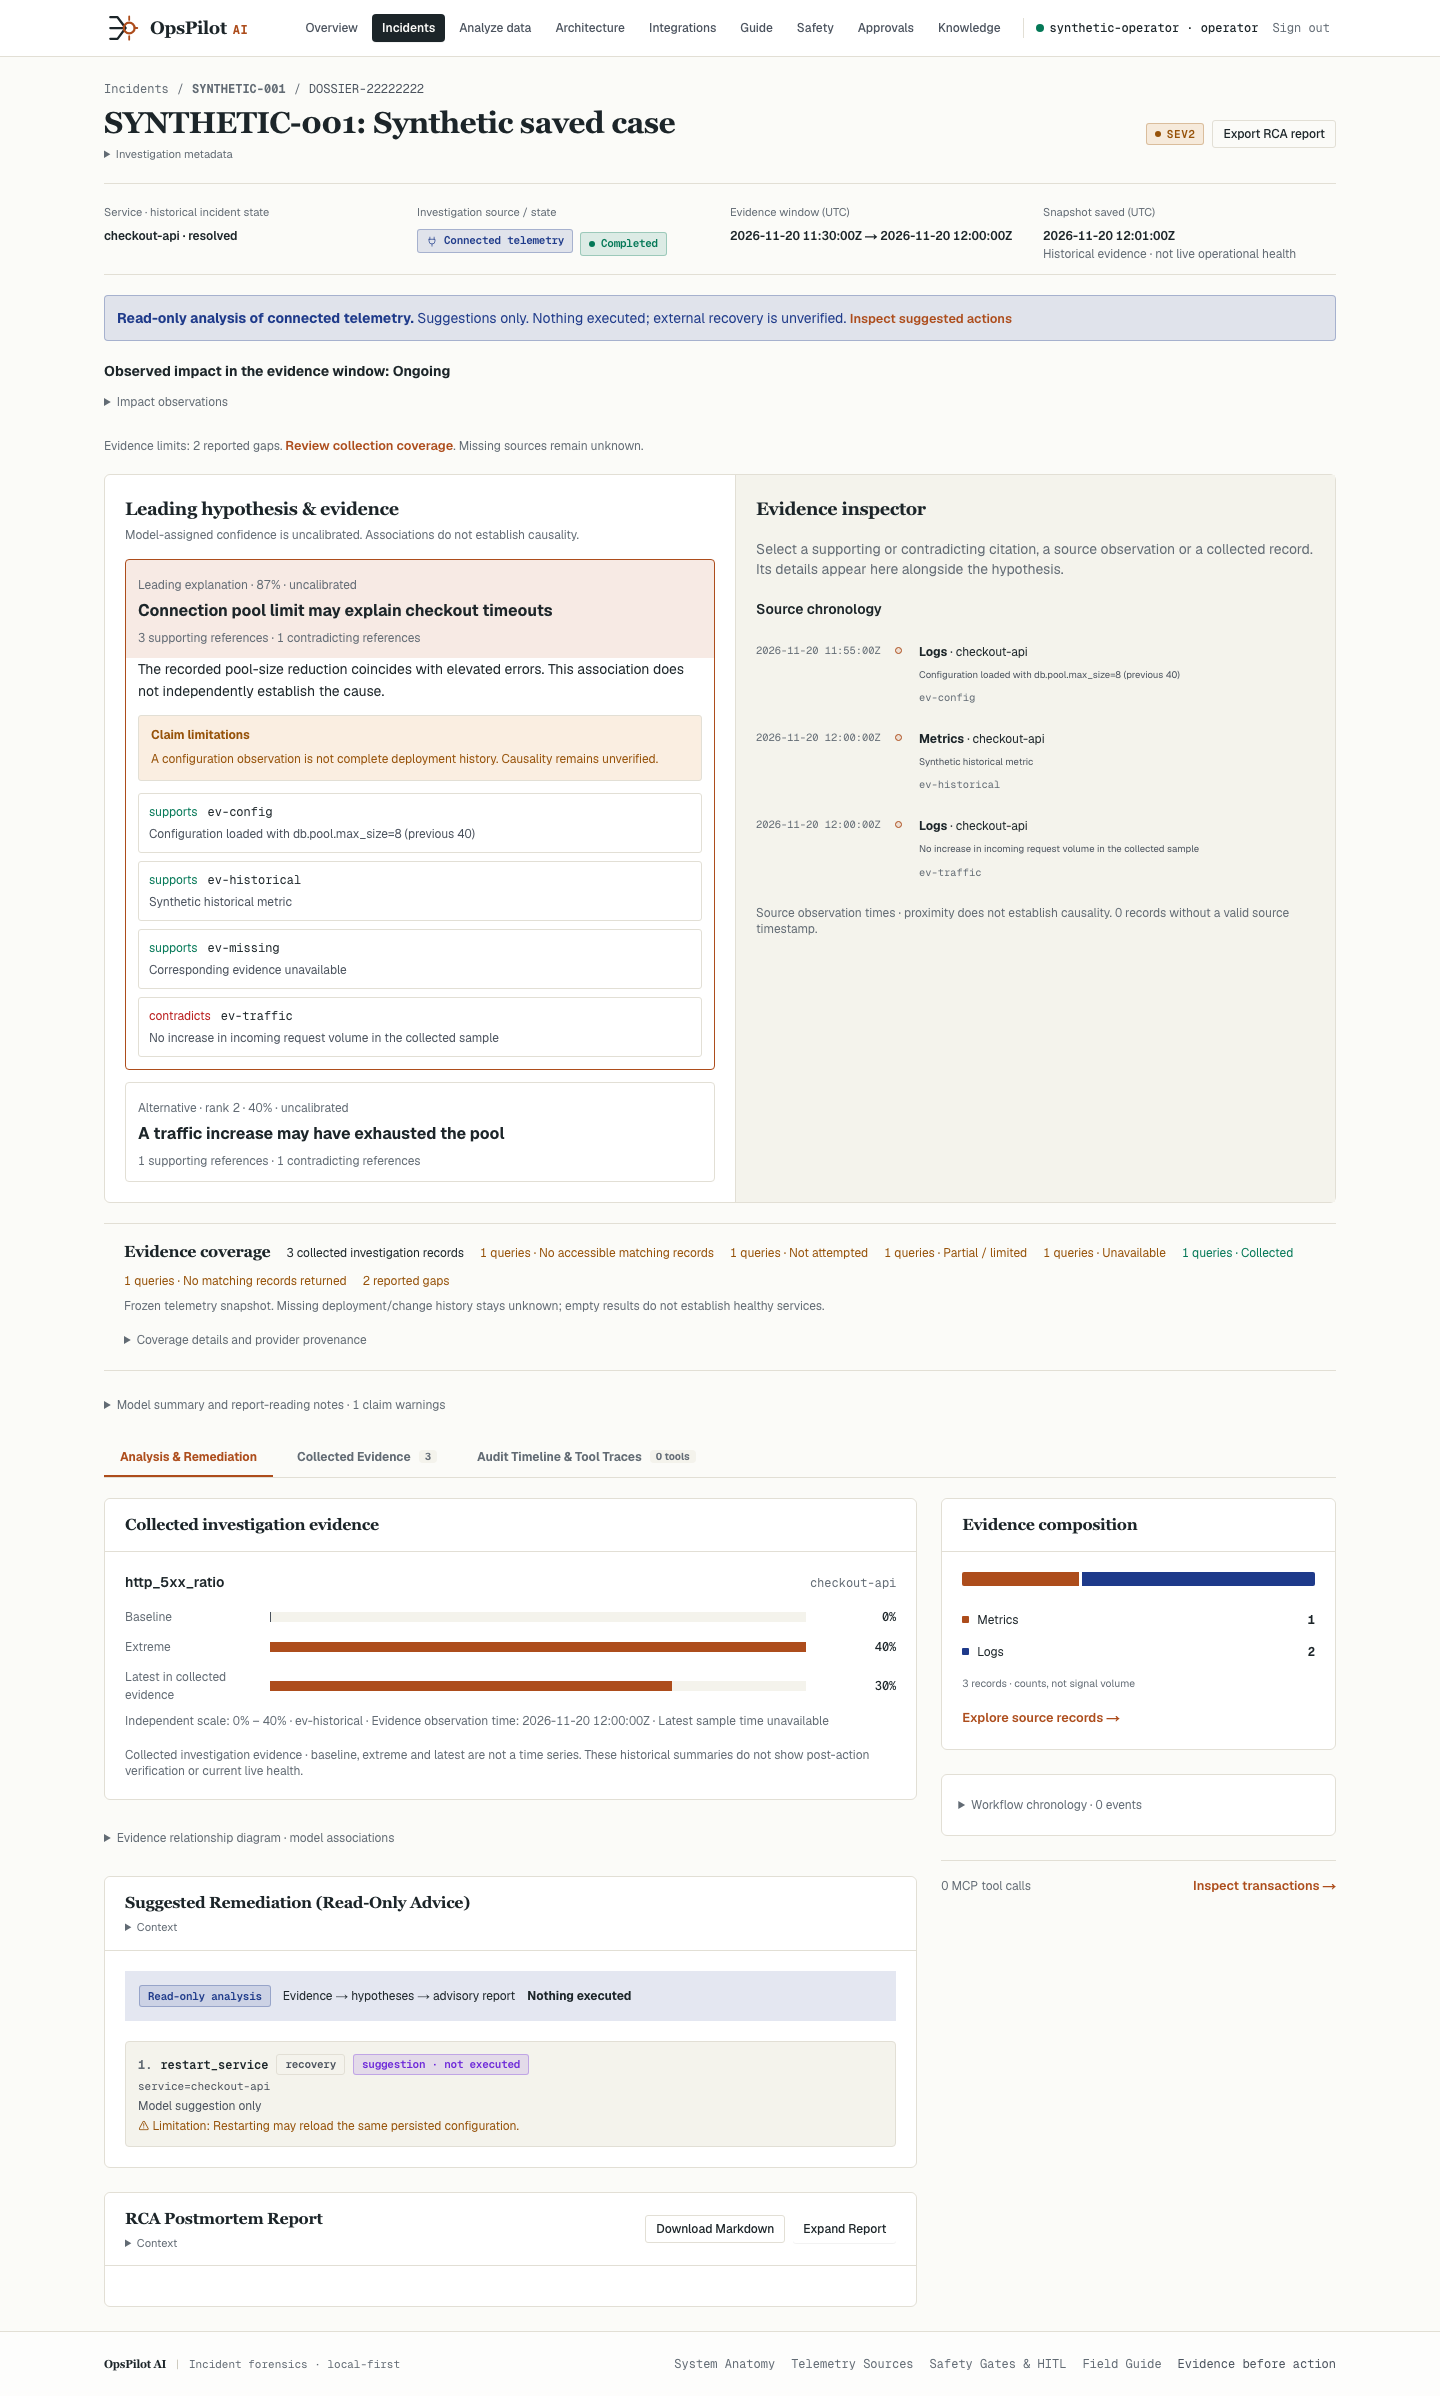 OpsPilot AI
Overview
Incidents
Analyze data
Architecture
Integrations
Guide
Safety
Approvals
Knowledge
synthetic-operator · operator
Sign out
Incidents / SYNTHETIC-001 / DOSSIER-22222222
SYNTHETIC-001: Synthetic saved case
SEV2
Export RCA report
▶ Investigation metadata
Service · historical incident state
checkout-api · resolved
Investigation source / state
Connected telemetry
Completed
Evidence window (UTC)
2026-11-20 11:30:00Z → 2026-11-20 12:00:00Z
Snapshot saved (UTC)
2026-11-20 12:01:00Z
Historical evidence · not live operational health
Read-only analysis of connected telemetry. Suggestions only. Nothing executed; external recovery is unverified. Inspect suggested actions
Observed impact in the evidence window: Ongoing
▶ Impact observations
Evidence limits: 2 reported gaps. Review collection coverage. Missing sources remain unknown.
Leading hypothesis & evidence
Model-assigned confidence is uncalibrated. Associations do not establish causality.
Leading explanation · 87% · uncalibrated
Connection pool limit may explain checkout timeouts
3 supporting references · 1 contradicting references
The recorded pool-size reduction coincides with elevated errors. This association does
not independently establish the cause.
Claim limitations
A configuration observation is not complete deployment history. Causality remains unverified.
supports ev-config
Configuration loaded with db.pool.max_size=8 (previous 40)
supports ev-historical
Synthetic historical metric
supports ev-missing
Corresponding evidence unavailable
contradicts ev-traffic
No increase in incoming request volume in the collected sample
Alternative · rank 2 · 40% · uncalibrated
A traffic increase may have exhausted the pool
1 supporting references · 1 contradicting references
Evidence inspector
Select a supporting or contradicting citation, a source observation or a collected record.
Its details appear here alongside the hypothesis.
Source chronology
2026-11-20 11:55:00Z
Logs · checkout-api
Configuration loaded with db.pool.max_size=8 (previous 40)
ev-config
2026-11-20 12:00:00Z
Metrics · checkout-api
Synthetic historical metric
ev-historical
2026-11-20 12:00:00Z
Logs · checkout-api
No increase in incoming request volume in the collected sample
ev-traffic
Source observation times · proximity does not establish causality. 0 records without a valid source
timestamp.
Evidence coverage 3 collected investigation records 1 queries · No accessible matching records 1 queries · Not attempted 1 queries · Partial / limited 1 queries · Unavailable 1 queries · Collected
1 queries · No matching records returned 2 reported gaps
Frozen telemetry snapshot. Missing deployment/change history stays unknown; empty results do not establish healthy services.
▶ Coverage details and provider provenance
▶ Model summary and report-reading notes · 1 claim warnings
Analysis & Remediation
Collected Evidence 3
Audit Timeline & Tool Traces 0 tools
Collected investigation evidence
http_5xx_ratio
checkout-api
Baseline 0%
Extreme 40%
Latest in collected
evidence 30%
Independent scale: 0% – 40% · ev-historical · Evidence observation time: 2026-11-20 12:00:00Z · Latest sample time unavailable
Collected investigation evidence · baseline, extreme and latest are not a time series. These historical summaries do not show post-action
verification or current live health.
Evidence composition
Metrics 1
Logs 2
3 records · counts, not signal volume
Explore source records →
▶ Workflow chronology · 0 events
0 MCP tool calls
Inspect transactions →
▶ Evidence relationship diagram · model associations
Suggested Remediation (Read-Only Advice)
▶ Context
Read-only analysis
Evidence → hypotheses → advisory report
Nothing executed
1. restart_service
recovery
suggestion · not executed
service=checkout-api
Model suggestion only
⚠ Limitation: Restarting may reload the same persisted configuration.
RCA Postmortem Report
▶ Context
Download Markdown
Expand Report
OpsPilot AI
Incident forensics · local-first
System Anatomy
Telemetry Sources
Safety Gates & HITL
Field Guide
Evidence before action